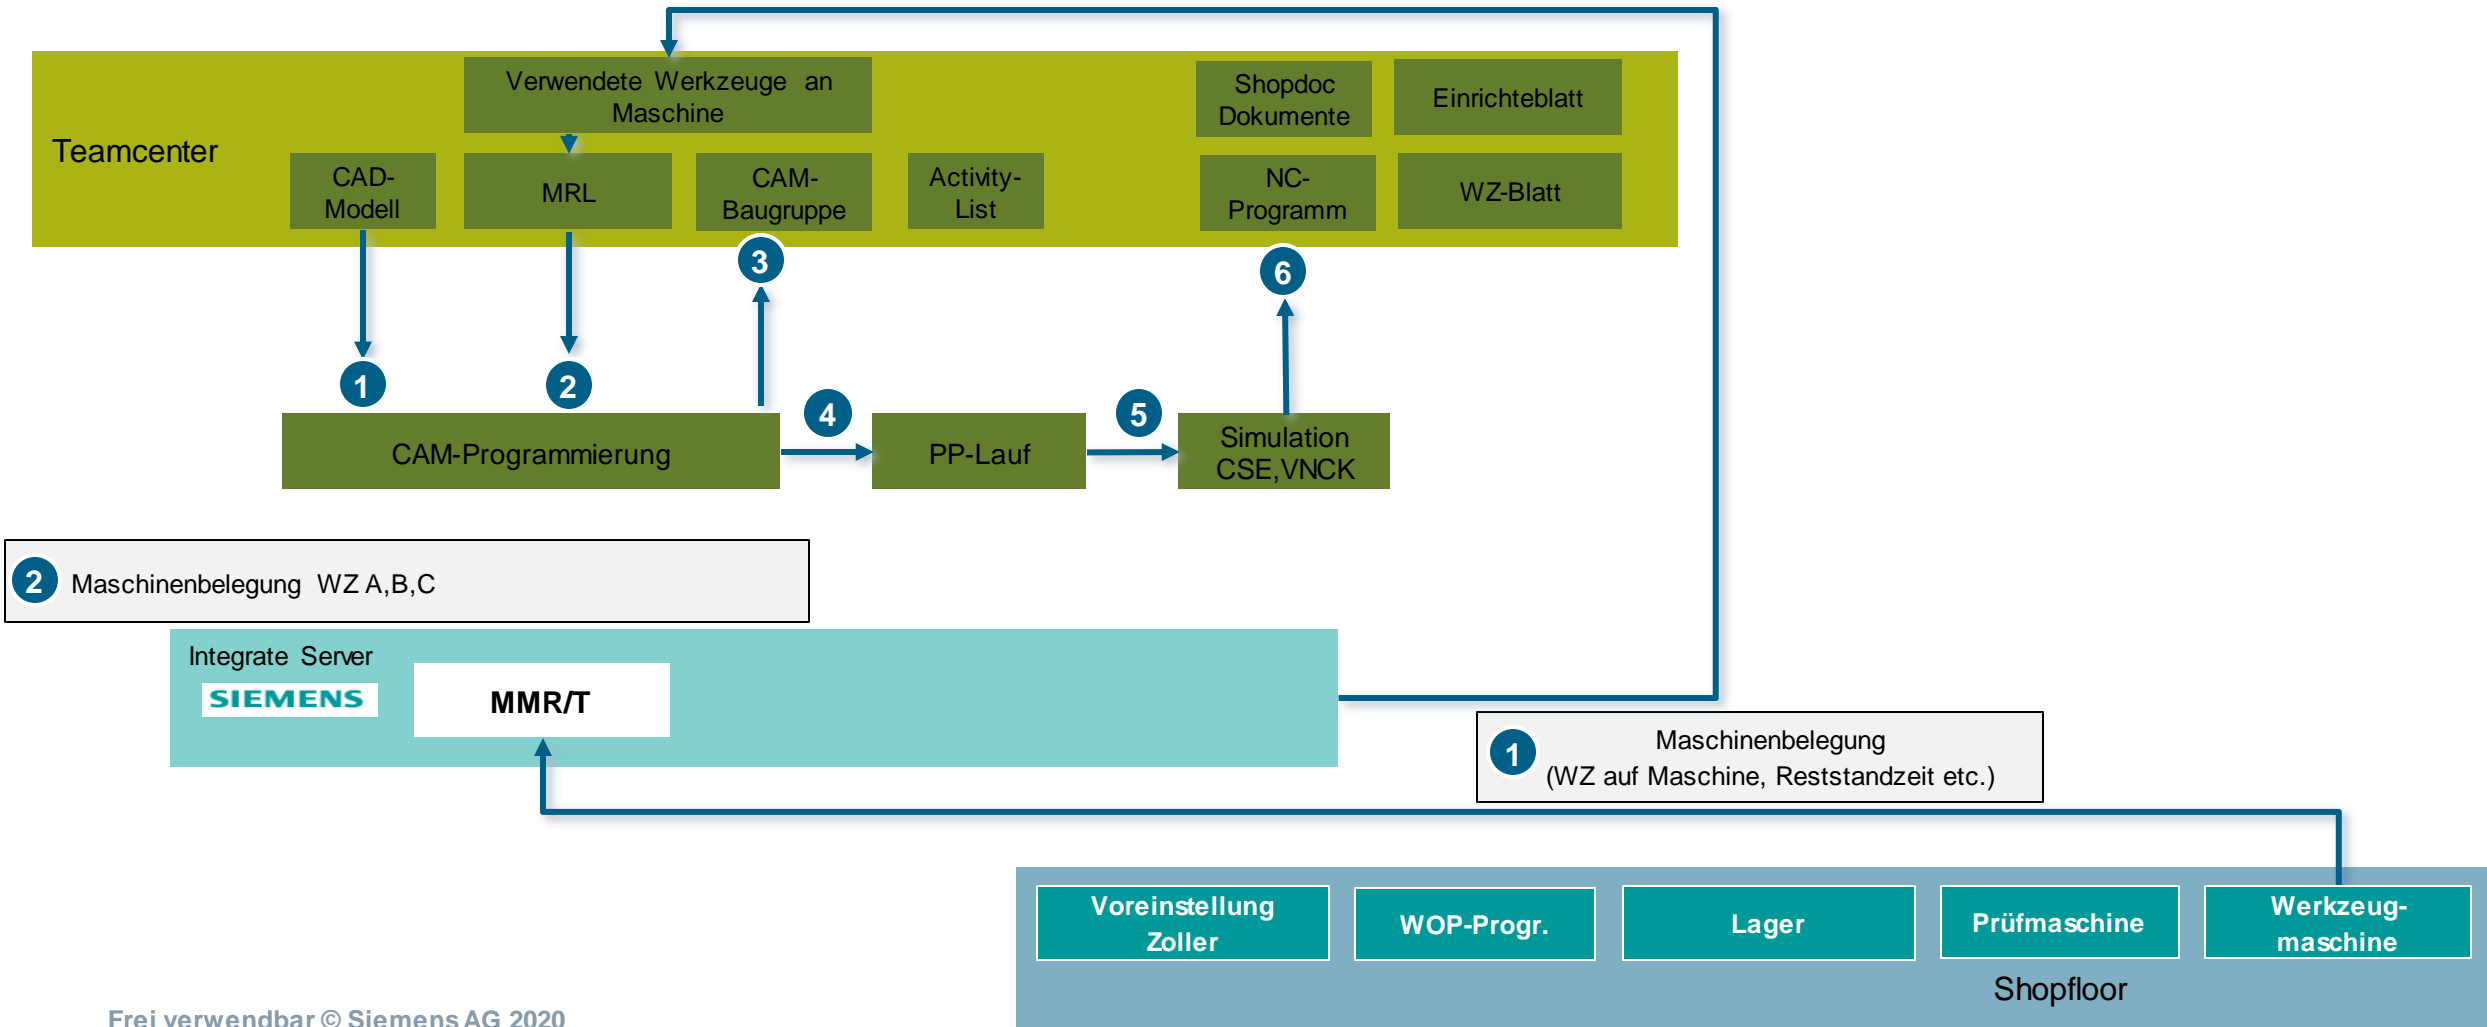 Verwendete Werkzeuge an
Maschine
Shopdoc
Dokumente
Einrichteblatt
Teamcenter
CAD-
Modell
MRL
CAM-
Baugruppe
Activity-
List
NC-
Programm
WZ-Blatt
3
6
1
2
4
5
CAM-Programmierung
PP-Lauf
Simulation
CSE,VNCK
2 Maschinenbelegung WZ A,B,C
Integrate Server
SIEMENS
MMR/T
1
Maschinenbelegung
(WZ auf Maschine, Reststandzeit etc.)
Voreinstellung
Zoller
WOP-Progr.
Lager
Prüfmaschine
Werkzeug-
maschine
Shopfloor
Frei verwendbar © Siemens AG 2020